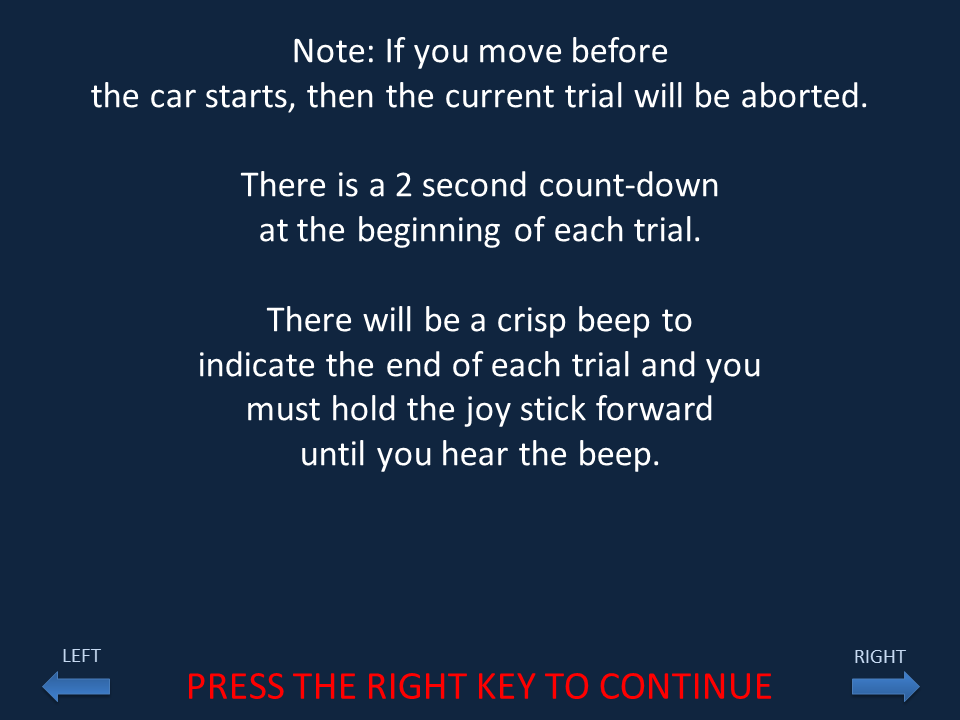 Note: If you move before
the car starts, then the current trial will be aborted.
There is a 2 second count-down
at the beginning of each trial.
There will be a crisp beep to
indicate the end of each trial and you
must hold the joy stick forward
until you hear the beep.
LEFT
RIGHT
PRESS THE RIGHT KEY TO CONTINUE